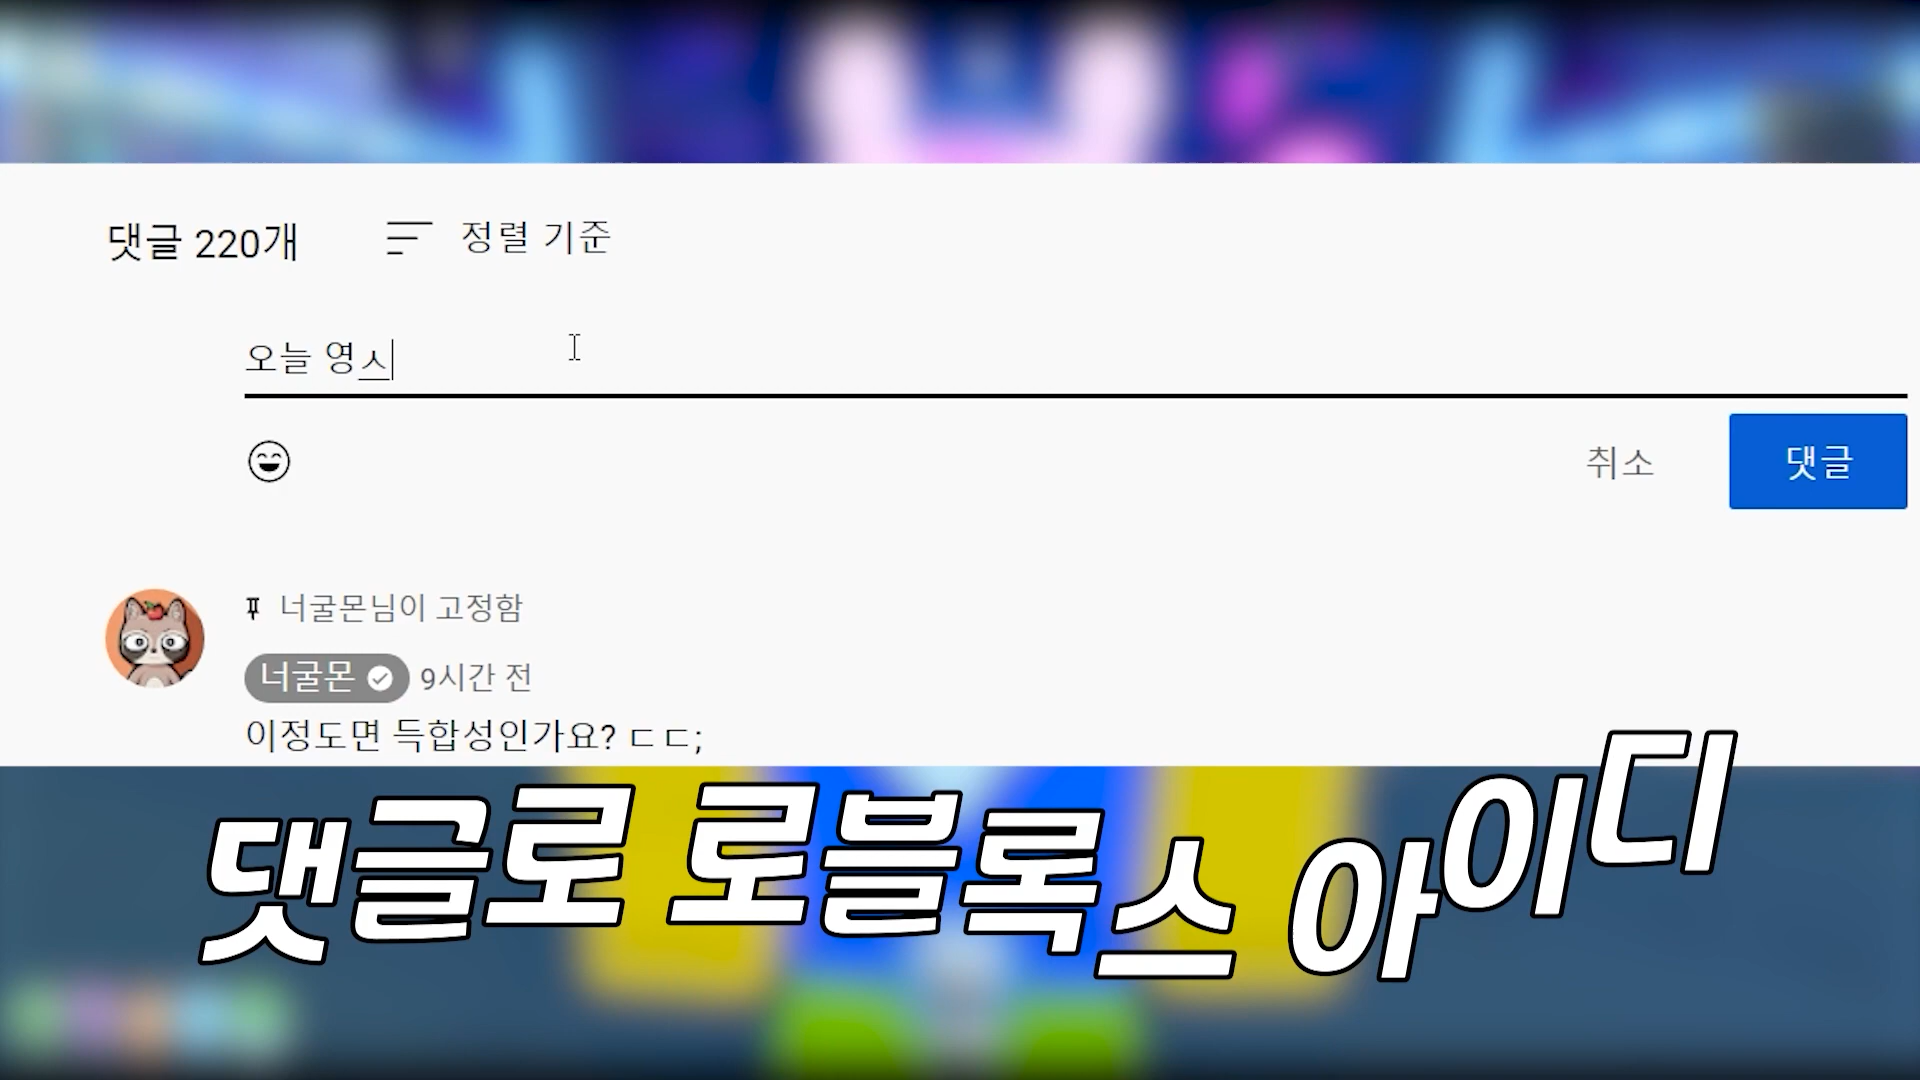 댓글 220개
정렬 기준
오늘 영ㅅ
취소
댓글
너굴몬님이 고정함
너굴몬 9시간 전
이정도면 득합성인가요? ㄷㄷ;
댓글로 로블록스 아이디